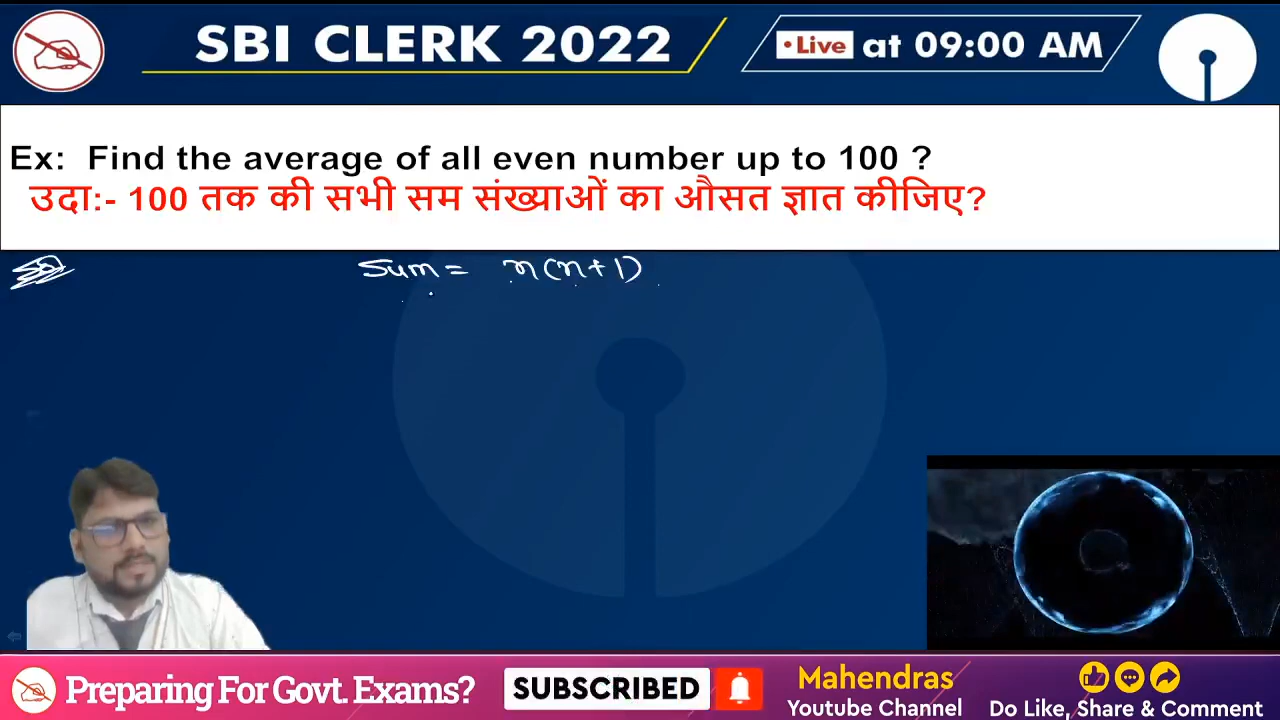 SBI CLERK 2022
• Live at 09:00 AM
Ex: Find the average of all even number up to 100 ?
उदा:- 100 तक की सभी सम संख्याओं का औसत ज्ञात कीजिए?
Sum = n(n+1)
Preparing For Govt. Exams?
SUBSCRIBED
Mahendras
Youtube Channel
Do Like, Share & Comment